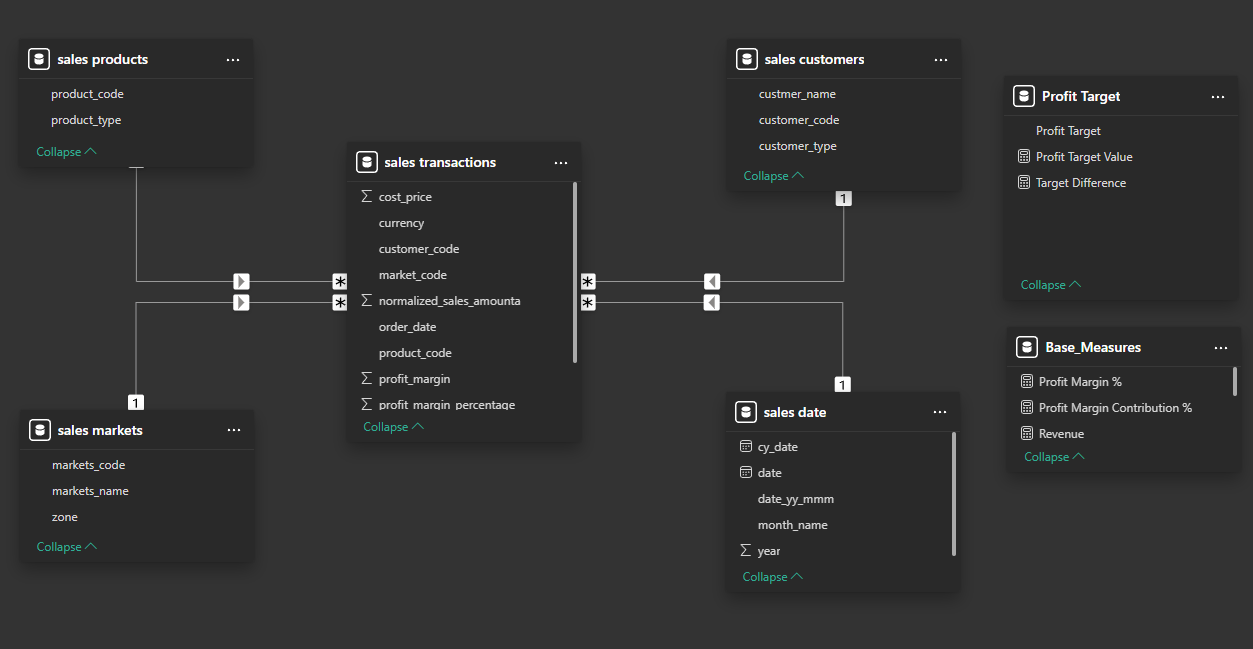 sales products
...
product_code
product_type
Collapse
sales transactions
...
Σ cost_price
currency
customer_code
market_code
Σ normalized_sales_amounta
order_date
product_code
Σ profit_margin
Σ profit_margin_percentage
Collapse
sales customers
...
custmer_name
customer_code
customer_type
Collapse
1
Profit Target
...
Profit Target
Profit Target Value
Target Difference
Collapse
*
*
*
*
1
sales markets
...
markets_code
markets_name
zone
Collapse
1
sales date
...
cy_date
date
date_yy_mmm
month_name
Σ year
Collapse
Base_Measures
...
Profit Margin %
Profit Margin Contribution %
Revenue
Collapse